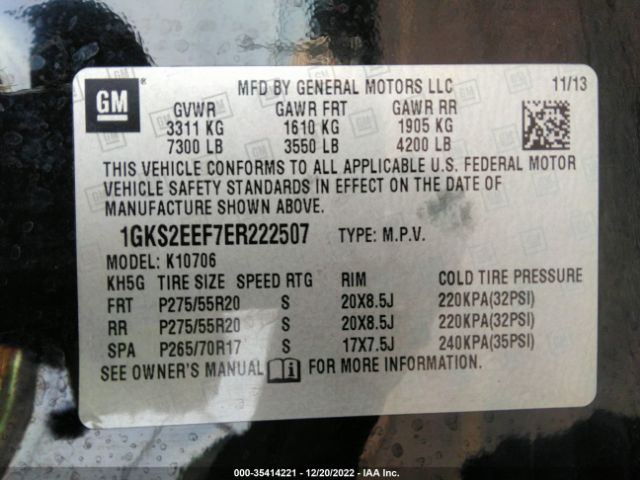 GM
MFD BY GENERAL MOTORS LLC 11/13
GVWR GAWR FRT GAWR RR
3311 KG 1610 KG 1905 KG
7300 LB 3550 LB 4200 LB
THIS VEHICLE CONFORMS TO ALL APPLICABLE U.S. FEDERAL MOTOR
VEHICLE SAFETY STANDARDS IN EFFECT ON THE DATE OF
MANUFACTURE SHOWN ABOVE.
1GKS2EEF7ER222507 TYPE: M.P.V.
MODEL: K10706
KH5G TIRE SIZE SPEED RTG RIM COLD TIRE PRESSURE
FRT P275/55R20 S 20X8.5J 220KPA(32PSI)
RR P275/55R20 S 20X8.5J 220KPA(32PSI)
SPA P265/70R17 S 17X7.5J 240KPA(35PSI)
SEE OWNER'S MANUAL FOR MORE INFORMATION.
000-35414221 - 12/20/2022 - IAA Inc.